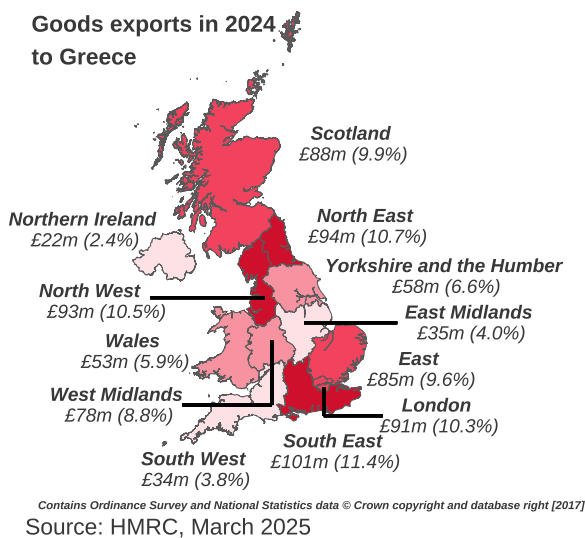 Goods exports in 2024
to Greece
Scotland
£88m (9.9%)
Northern Ireland
£22m (2.4%)
North East
£94m (10.7%)
Yorkshire and the Humber
£58m (6.6%)
North West
£93m (10.5%)
East Midlands
£35m (4.0%)
Wales
£53m (5.9%)
East
£85m (9.6%)
West Midlands
£78m (8.8%)
London
£91m (10.3%)
South East
£101m (11.4%)
South West
£34m (3.8%)
Contains Ordinance Survey and National Statistics data © Crown copyright and database right [2017]
Source: HMRC, March 2025